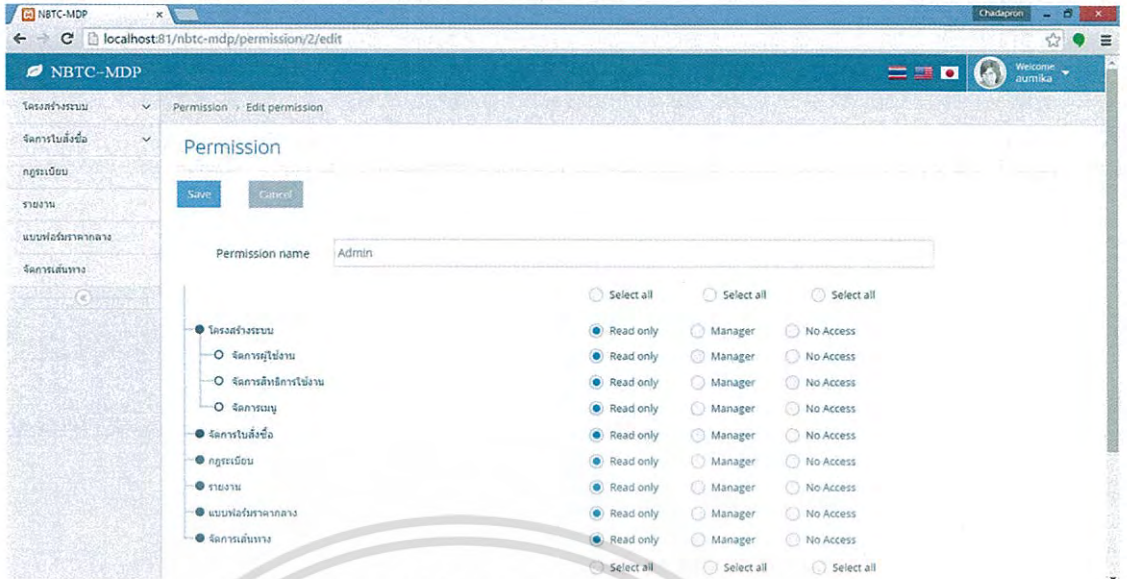 NBTC-MDP
Chadapron
localhost:81/nbtc-mdp/permission/2/edit
NBTC-MDP
Welcome
aumika
โครงสร้างระบบ
จัดการใบสั่งซื้อ
กฎระเบียบ
รายงาน
แบบฟอร์มราคากลาง
จัดการเส้นทาง
Permission › Edit permission
Permission
Save Cancel
Permission name Admin
Select all Select all Select all
โครงสร้างระบบ Read only Manager No Access
จัดการผู้ใช้งาน Read only Manager No Access
จัดการสิทธิการใช้งาน Read only Manager No Access
จัดการเมนู Read only Manager No Access
จัดการใบสั่งซื้อ Read only Manager No Access
กฎระเบียบ Read only Manager No Access
รายงาน Read only Manager No Access
แบบฟอร์มราคากลาง Read only Manager No Access
จัดการเส้นทาง Read only Manager No Access
Select all Select all Select all